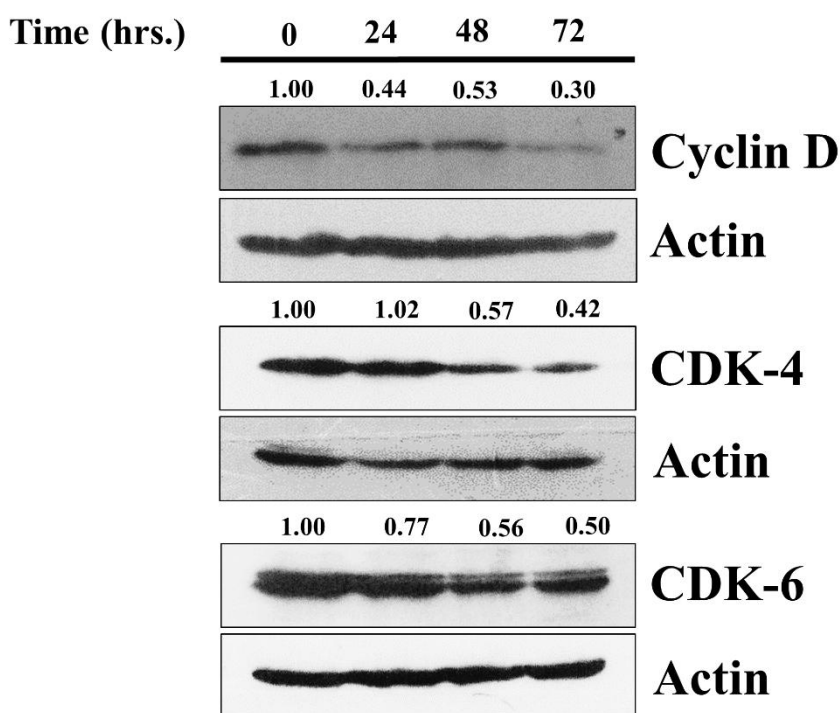 Time (hrs.) 0 24 48 72
1.00 0.44 0.53 0.30
Cyclin D
Actin
1.00 1.02 0.57 0.42
CDK-4
Actin
1.00 0.77 0.56 0.50
CDK-6
Actin